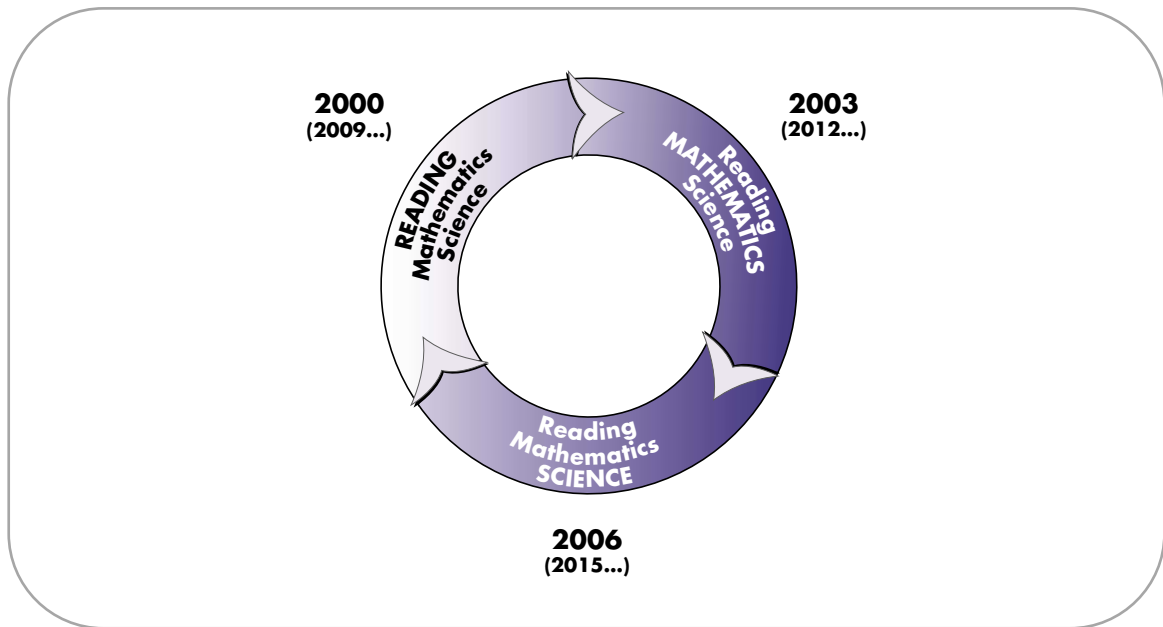 2000
(2009...)
READING
Mathematics
Science
2003
(2012...)
Reading
MATHEMATICS
Science
Reading
Mathematics
SCIENCE
2006
(2015...)